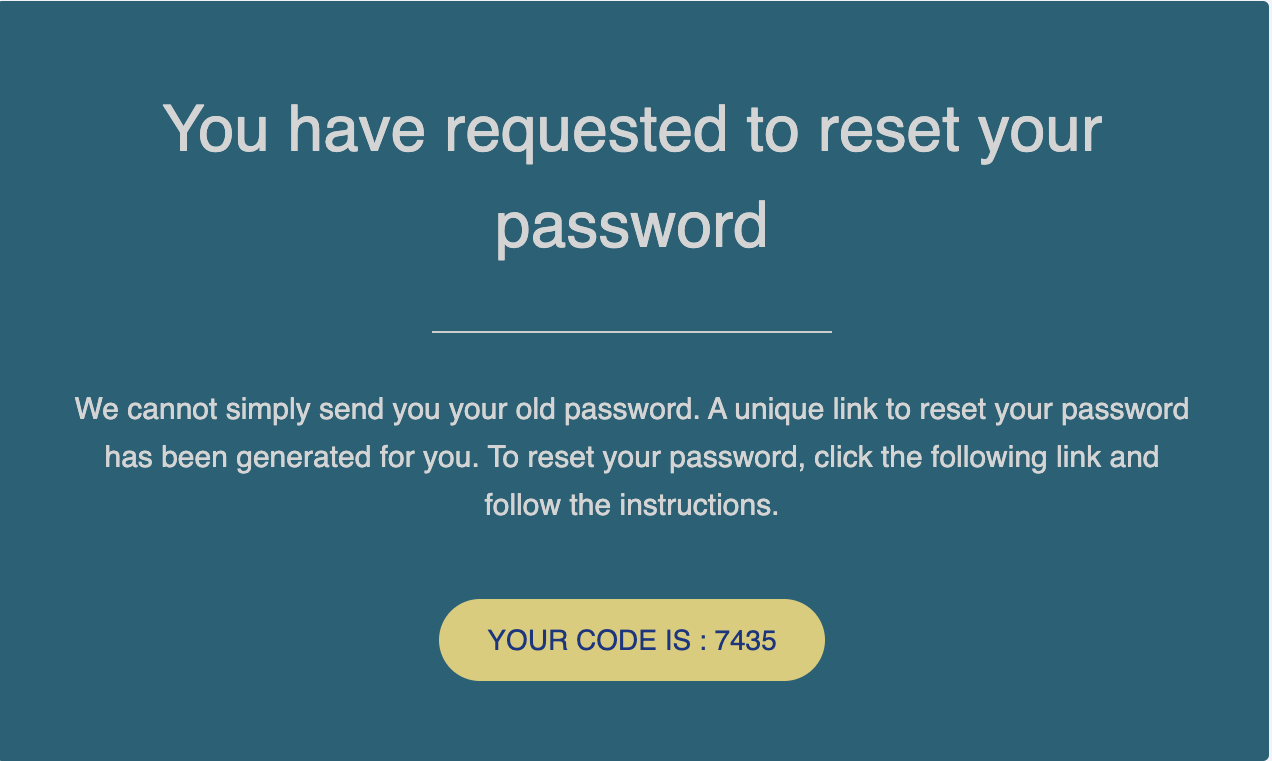 You have requested to reset your
password
We cannot simply send you your old password. A unique link to reset your password
has been generated for you. To reset your password, click the following link and
follow the instructions.
YOUR CODE IS : 7435